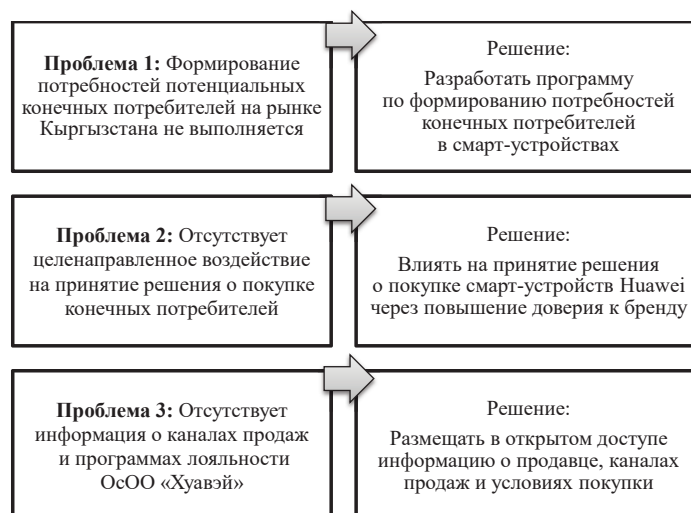 Проблема 1: Формирование
потребностей потенциальных
конечных потребителей на рынке
Кыргызстана не выполняется
Решение:
Разработать программу
по формированию потребностей
конечных потребителей
в смарт-устройствах
Проблема 2: Отсутствует
целенаправленное воздействие
на принятие решения о покупке
конечных потребителей
Решение:
Влиять на принятие решения
о покупке смарт-устройств Huawei
через повышение доверия к бренду
Проблема 3: Отсутствует
информация о каналах продаж
и программах лояльности
ОсОО «Хуавэй»
Решение:
Размещать в открытом доступе
информацию о продавце, каналах
продаж и условиях покупки